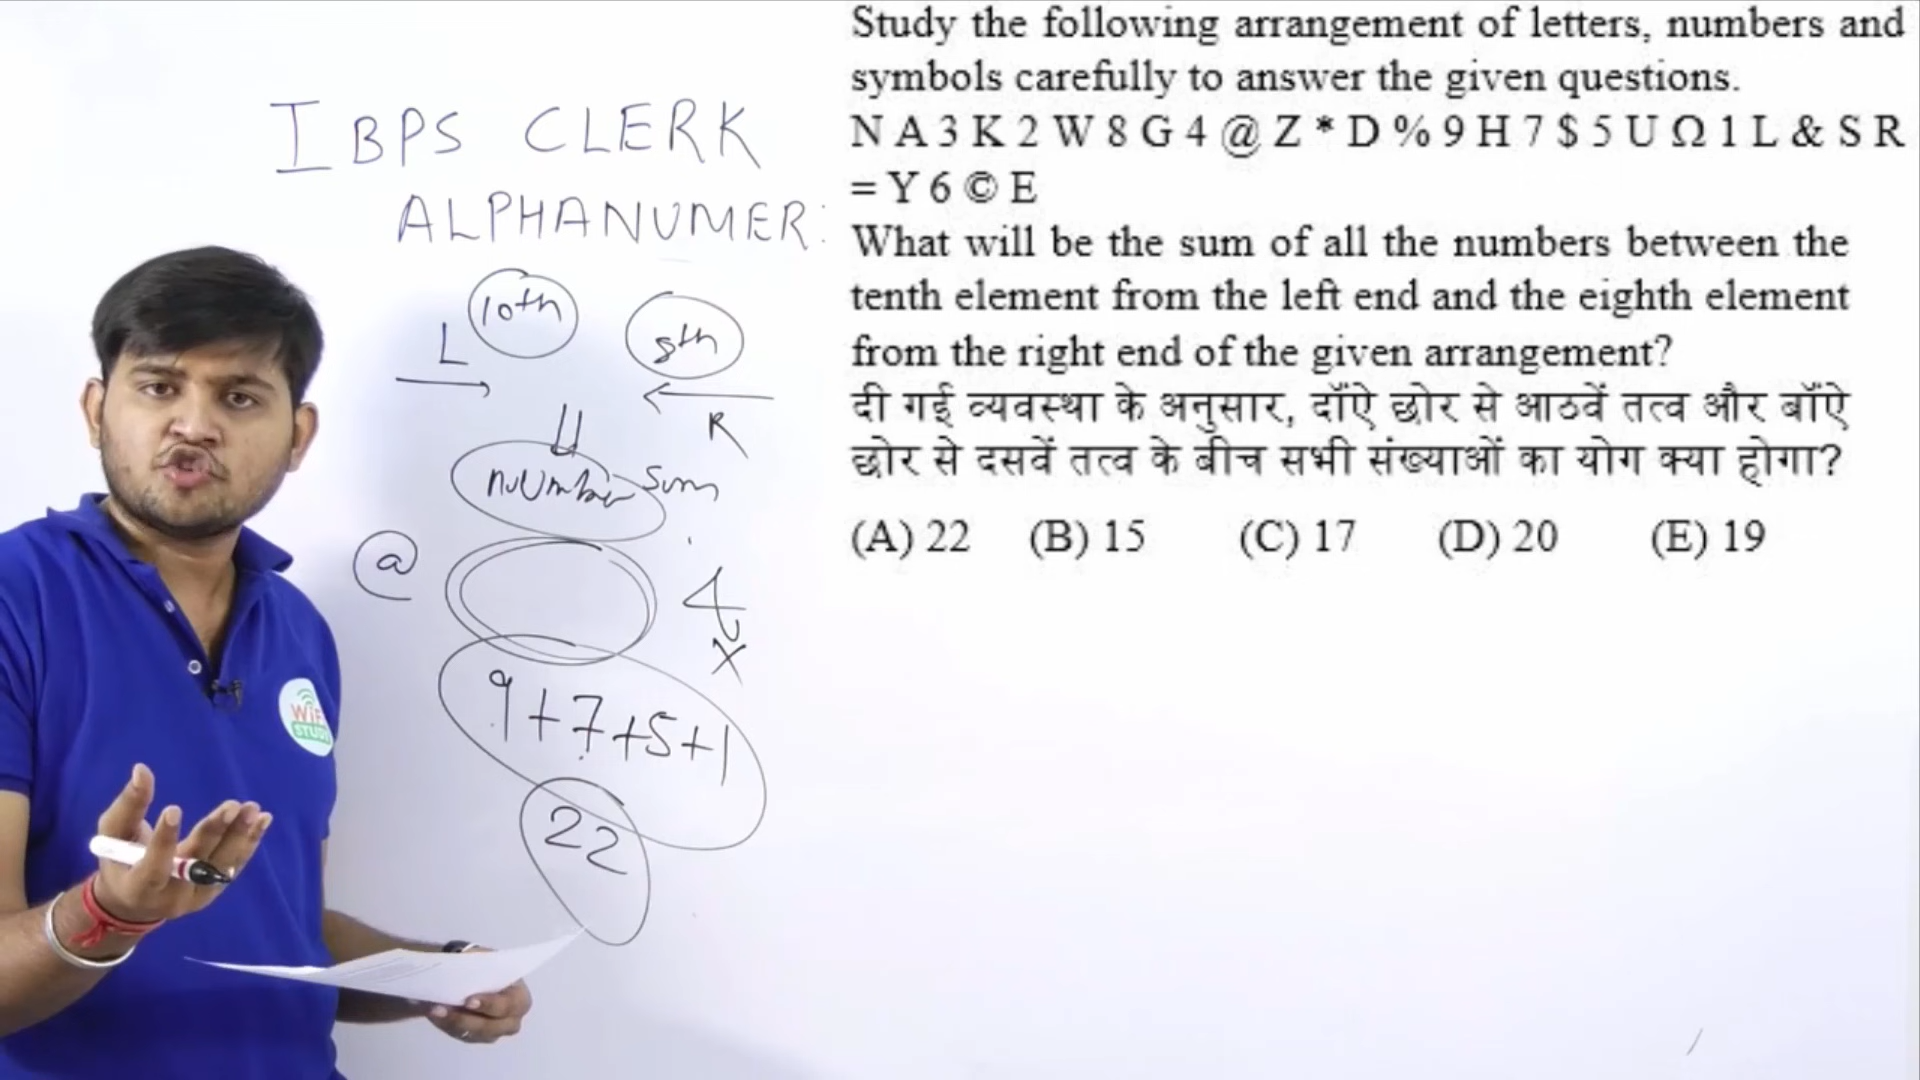 Study the following arrangement of letters, numbers and
symbols carefully to answer the given questions.
N A 3 K 2 W 8 G 4 @ Z * D % 9 H 7 $ 5 U Ω 1 L & S R
= Y 6 © E
What will be the sum of all the numbers between the
tenth element from the left end and the eighth element
from the right end of the given arrangement?
दी गई व्यवस्था के अनुसार, दॉऐ छोर से आठवें तत्व और बॉऐ
छोर से दसवें तत्व के बीच सभी संख्याओं का योग क्या होगा?
(A) 22 (B) 15 (C) 17 (D) 20 (E) 19
IBPS CLERK
ALPHANUMER:
10th 8th
L
R
number sum
@
9+7+5+1
22
WiFi
STUDY